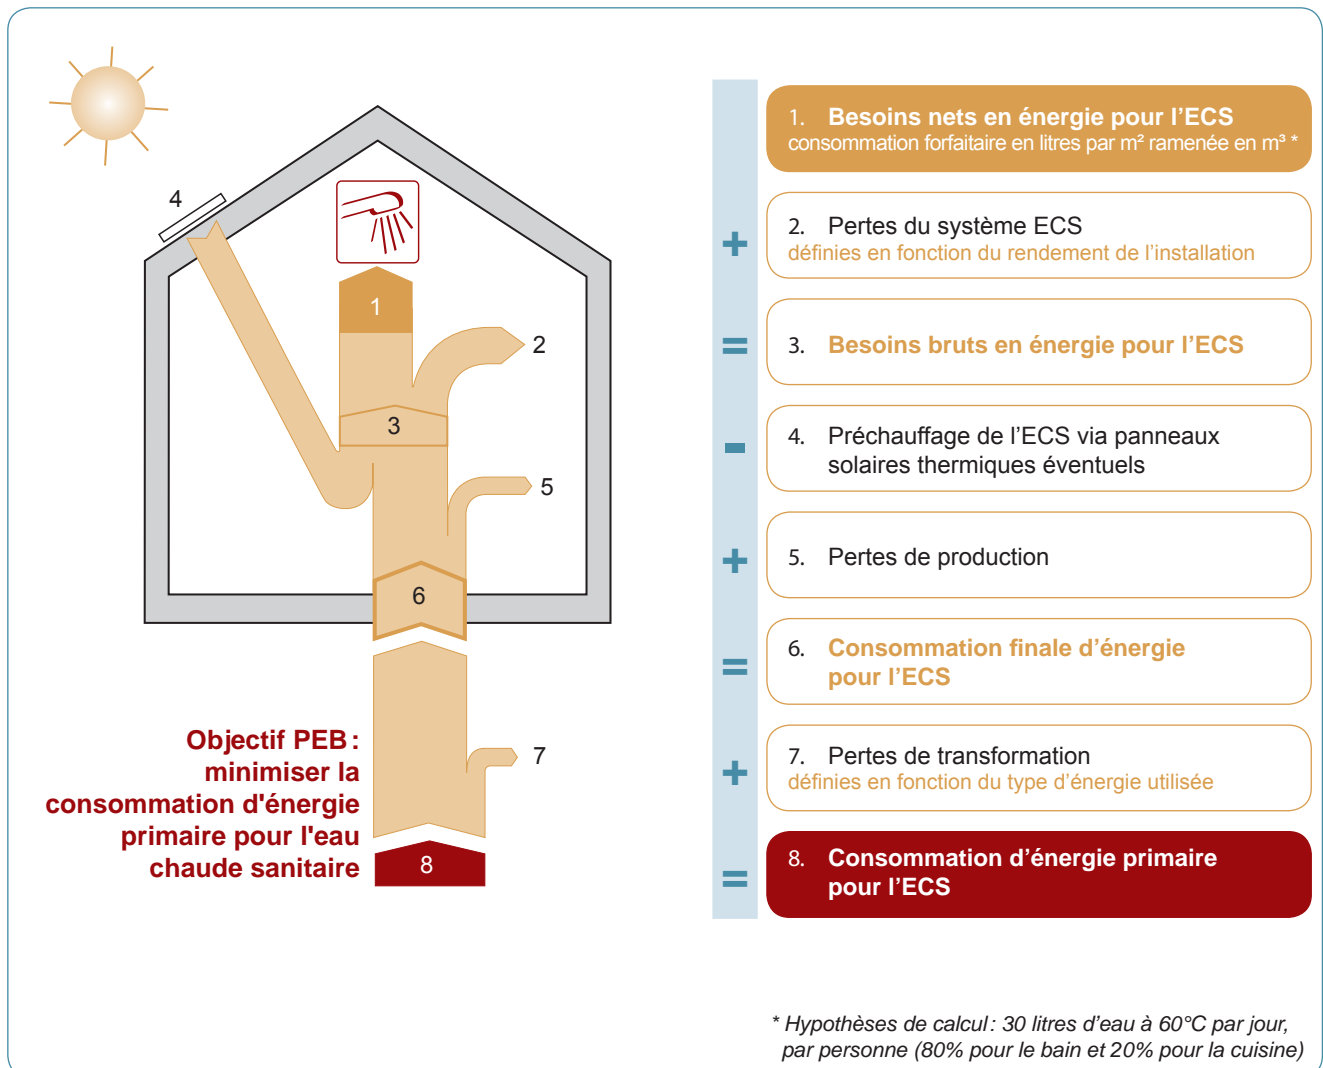 4
1
2
3
5
6
7
8
Objectif PEB :
minimiser la
consommation d'énergie
primaire pour l'eau
chaude sanitaire
1. Besoins nets en énergie pour l’ECS
consommation forfaitaire en litres par m² ramenée en m³ *
+
2. Pertes du système ECS
définies en fonction du rendement de l’installation
=
3. Besoins bruts en énergie pour l’ECS
-
4. Préchauffage de l’ECS via panneaux
solaires thermiques éventuels
+
5. Pertes de production
=
6. Consommation finale d’énergie
pour l’ECS
+
7. Pertes de transformation
définies en fonction du type d’énergie utilisée
=
8. Consommation d’énergie primaire
pour l’ECS
* Hypothèses de calcul : 30 litres d’eau à 60°C par jour,
par personne (80% pour le bain et 20% pour la cuisine)